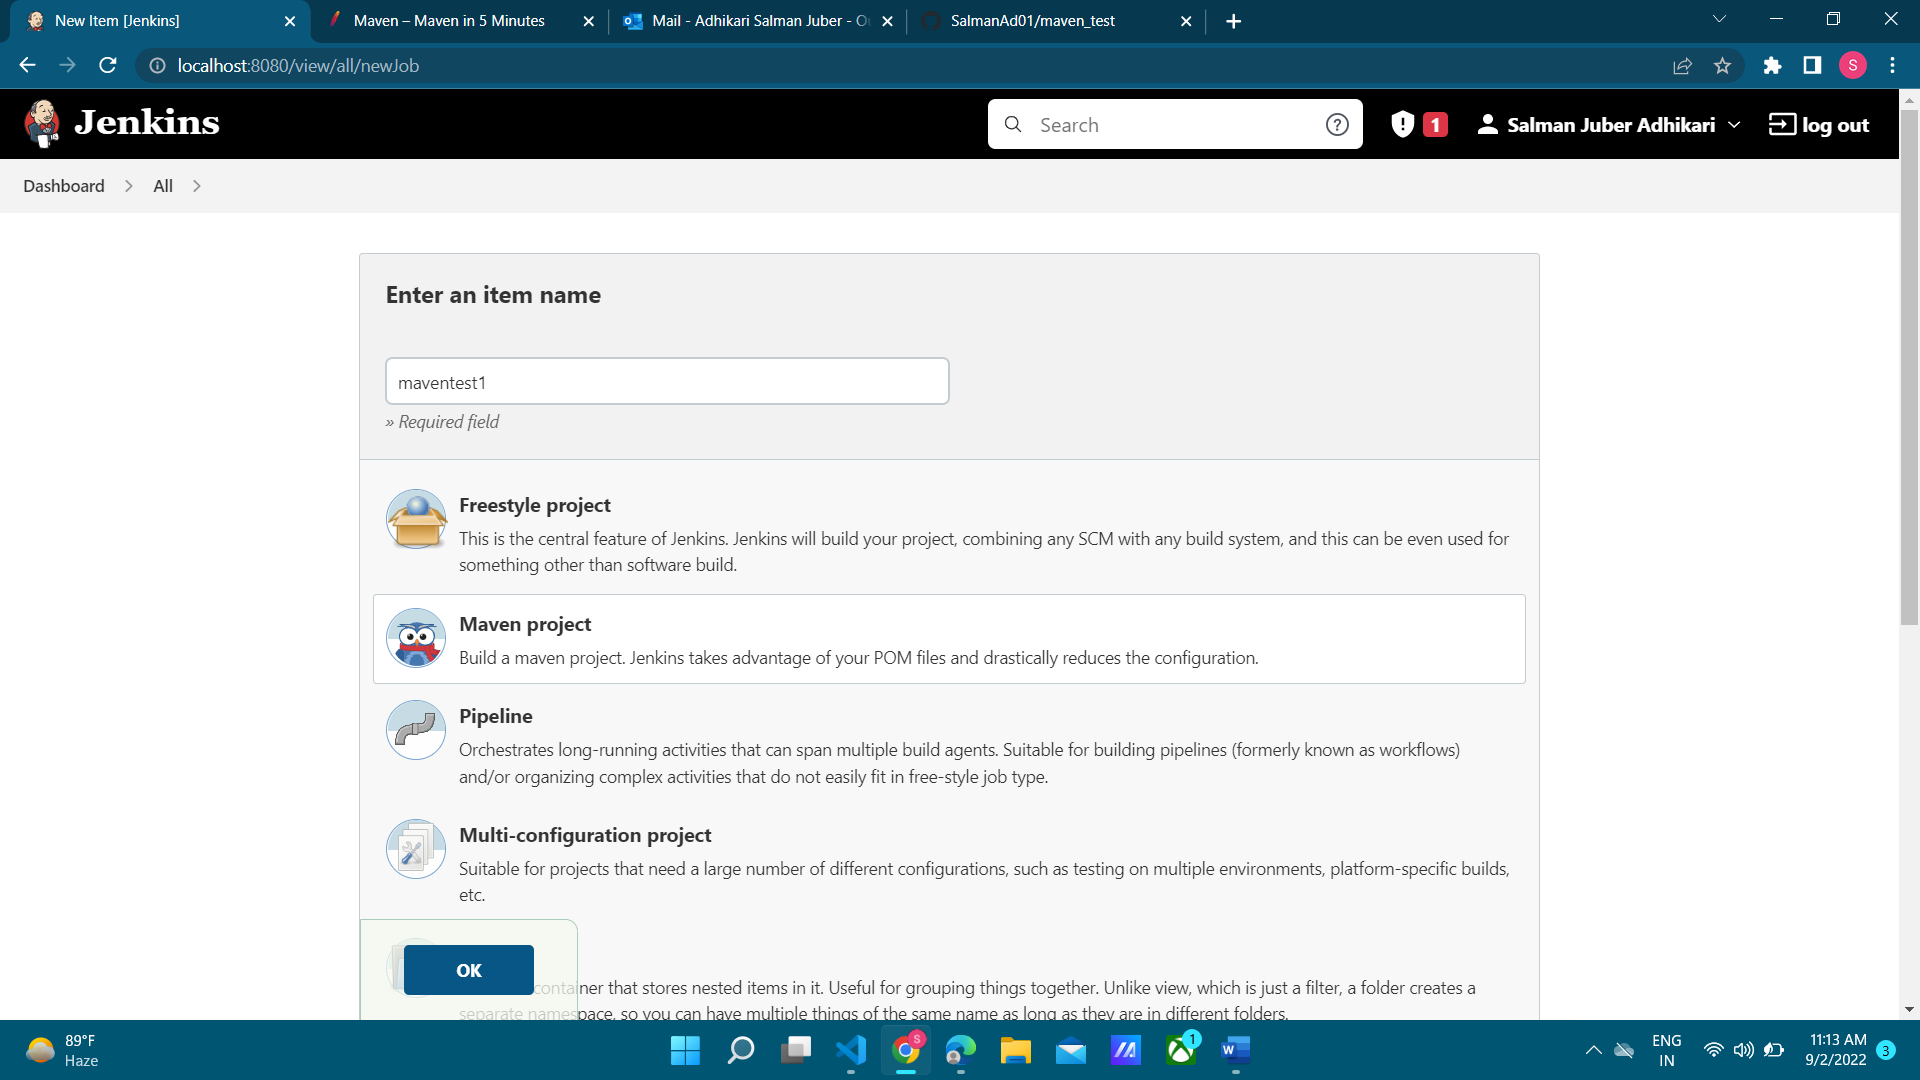 New Item [Jenkins]
Maven – Maven in 5 Minutes
Mail - Adhikari Salman Juber - Ou
SalmanAd01/maven_test
localhost:8080/view/all/newJob
S
Jenkins
Search
1
Salman Juber Adhikari
log out
Dashboard
All
Enter an item name
maventest1
» Required field
Freestyle project
This is the central feature of Jenkins. Jenkins will build your project, combining any SCM with any build system, and this can be even used for
something other than software build.
Maven project
Build a maven project. Jenkins takes advantage of your POM files and drastically reduces the configuration.
Pipeline
Orchestrates long-running activities that can span multiple build agents. Suitable for building pipelines (formerly known as workflows)
and/or organizing complex activities that do not easily fit in free-style job type.
Multi-configuration project
Suitable for projects that need a large number of different configurations, such as testing on multiple environments, platform-specific builds,
etc.
OK
container that stores nested items in it. Useful for grouping things together. Unlike view, which is just a filter, a folder creates a
separate namespace, so you can have multiple things of the same name as long as they are in different folders.
89°F
Haze
S
1
W
ENG
IN
11:13 AM
9/2/2022
3